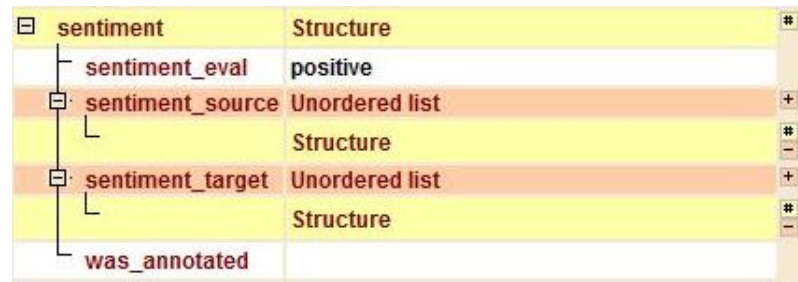 sentiment Structure #
sentiment_eval positive
sentiment_source Unordered list +
Structure # −
sentiment_target Unordered list +
Structure # −
was_annotated